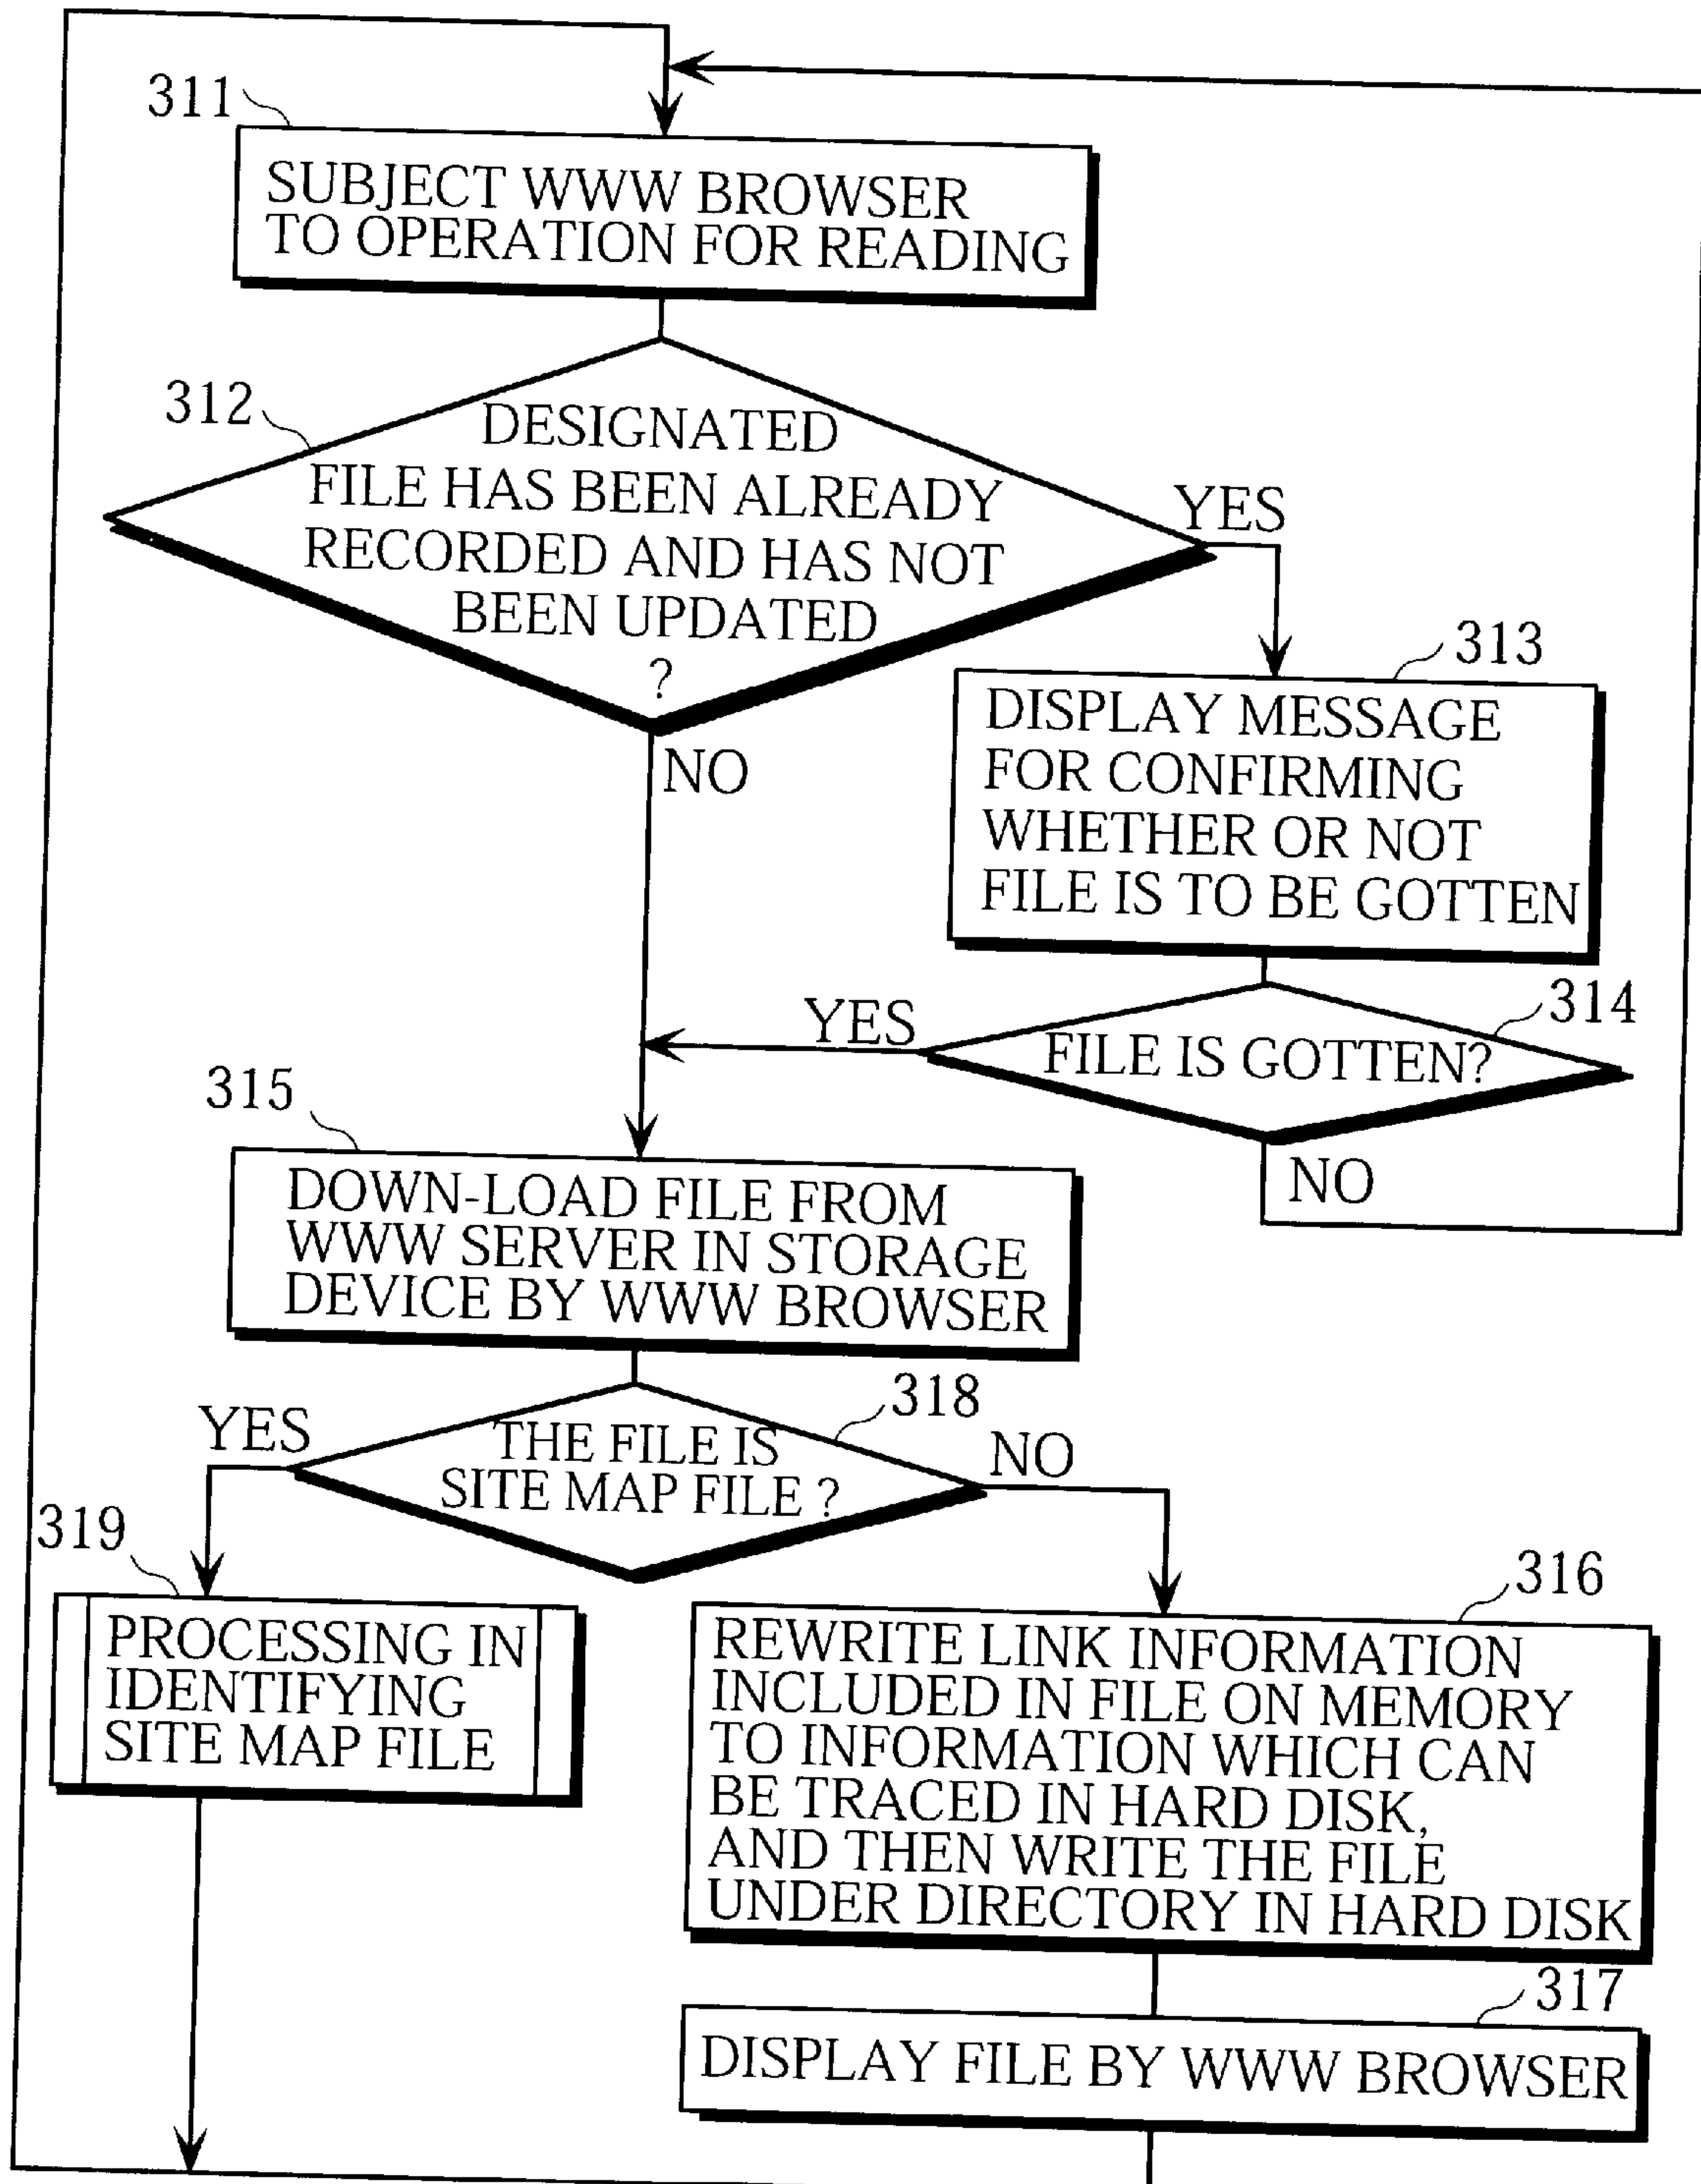 311
SUBJECT WWW BROWSER
TO OPERATION FOR READING
312
DESIGNATED
FILE HAS BEEN ALREADY
RECORDED AND HAS NOT
BEEN UPDATED
?
YES
NO
313
DISPLAY MESSAGE
FOR CONFIRMING
WHETHER OR NOT
FILE IS TO BE GOTTEN
314
FILE IS GOTTEN?
YES
NO
315
DOWN-LOAD FILE FROM
WWW SERVER IN STORAGE
DEVICE BY WWW BROWSER
318
THE FILE IS
SITE MAP FILE ?
YES
NO
319
PROCESSING IN
IDENTIFYING
SITE MAP FILE
316
REWRITE LINK INFORMATION
INCLUDED IN FILE ON MEMORY
TO INFORMATION WHICH CAN
BE TRACED IN HARD DISK,
AND THEN WRITE THE FILE
UNDER DIRECTORY IN HARD DISK
317
DISPLAY FILE BY WWW BROWSER